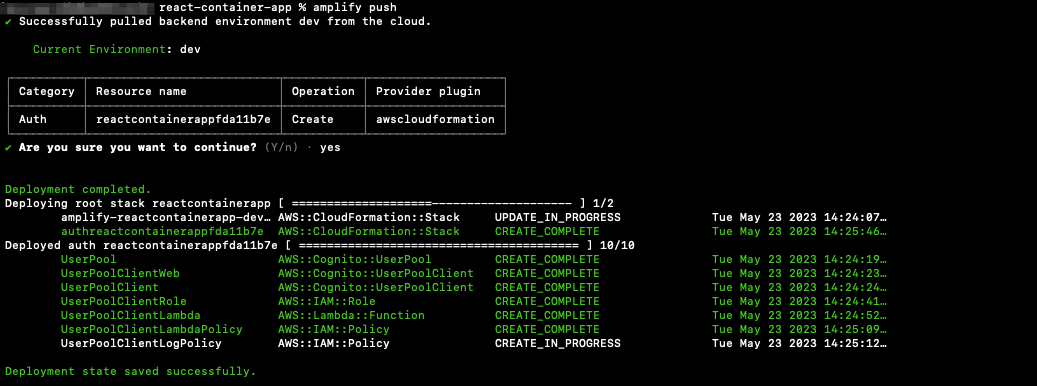 react-container-app % amplify push
✔ Successfully pulled backend environment dev from the cloud.
Current Environment: dev
Category Resource name Operation Provider plugin
Auth reactcontainerappfda11b7e Create awscloudformation
✔ Are you sure you want to continue? (Y/n) · yes
Deployment completed.
Deploying root stack reactcontainerapp [ ====================-------------------- ] 1/2
amplify-reactcontainerapp-dev… AWS::CloudFormation::Stack UPDATE_IN_PROGRESS Tue May 23 2023 14:24:07…
authreactcontainerappfda11b7e AWS::CloudFormation::Stack CREATE_COMPLETE Tue May 23 2023 14:25:46…
Deployed auth reactcontainerappfda11b7e [ ======================================== ] 10/10
UserPool AWS::Cognito::UserPool CREATE_COMPLETE Tue May 23 2023 14:24:19…
UserPoolClientWeb AWS::Cognito::UserPoolClient CREATE_COMPLETE Tue May 23 2023 14:24:23…
UserPoolClient AWS::Cognito::UserPoolClient CREATE_COMPLETE Tue May 23 2023 14:24:24…
UserPoolClientRole AWS::IAM::Role CREATE_COMPLETE Tue May 23 2023 14:24:41…
UserPoolClientLambda AWS::Lambda::Function CREATE_COMPLETE Tue May 23 2023 14:24:52…
UserPoolClientLambdaPolicy AWS::IAM::Policy CREATE_COMPLETE Tue May 23 2023 14:25:09…
UserPoolClientLogPolicy AWS::IAM::Policy CREATE_IN_PROGRESS Tue May 23 2023 14:25:12…
Deployment state saved successfully.